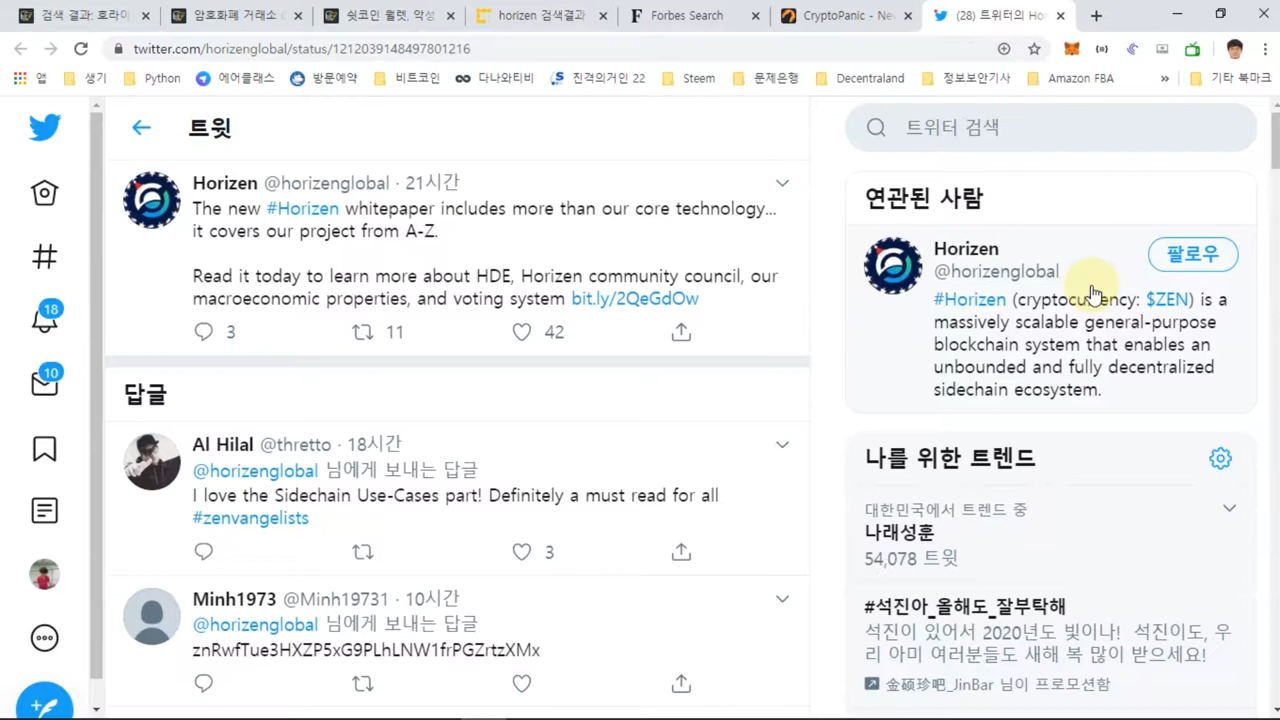 검색 결과: 호라이
암호화폐 거래소 C
쉿코인 월렛, 악성
horizen 검색결과
Forbes Search
CryptoPanic - Ne
(28) 트위터의 Ho
twitter.com/horizenglobal/status/1212039148497801216
앱
생기
Python
에어클래스
방문예약
비트코인
다나와티비
진격의거인 22
Steem
문제은행
Decentraland
정보보안기사
Amazon FBA
»
기타 북마크
트윗
Horizen @horizenglobal · 21시간
The new #Horizen whitepaper includes more than our core technology...
it covers our project from A-Z.
Read it today to learn more about HDE, Horizen community council, our
macroeconomic properties, and voting system bit.ly/2QeGdOw
3 11 42
답글
Al Hilal @thretto · 18시간
@horizenglobal 님에게 보내는 답글
I love the Sidechain Use-Cases part! Definitely a must read for all
#zenvangelists
3
Minh1973 @Minh19731 · 10시간
@horizenglobal 님에게 보내는 답글
znRwfTue3HXZP5xG9PLhLNW1frPGZrtzXMx
18
10
트위터 검색
연관된 사람
Horizen
@horizenglobal
팔로우
#Horizen (cryptocurrency: $ZEN) is a
massively scalable general-purpose
blockchain system that enables an
unbounded and fully decentralized
sidechain ecosystem.
나를 위한 트렌드
대한민국에서 트렌드 중
나래성훈
54,078 트윗
#석진아_올해도_잘부탁해
석진이 있어서 2020년도 빛이나! 석진이도, 우
리 아미 여러분들도 새해 복 많이 받으세요!
金硕珍吧_JinBar 님이 프로모션함